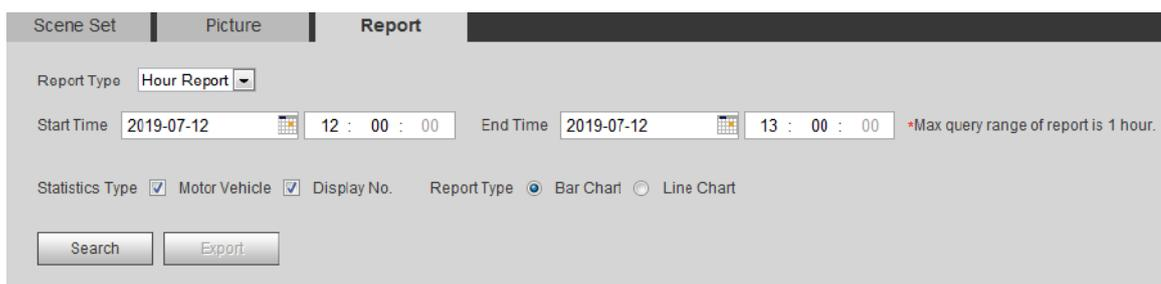 Scene Set Picture Report
Report Type Hour Report
Start Time 2019-07-12 12 : 00 : 00 End Time 2019-07-12 13 : 00 : 00 *Max query range of report is 1 hour.
Statistics Type Motor Vehicle Display No. Report Type Bar Chart Line Chart
Search Export